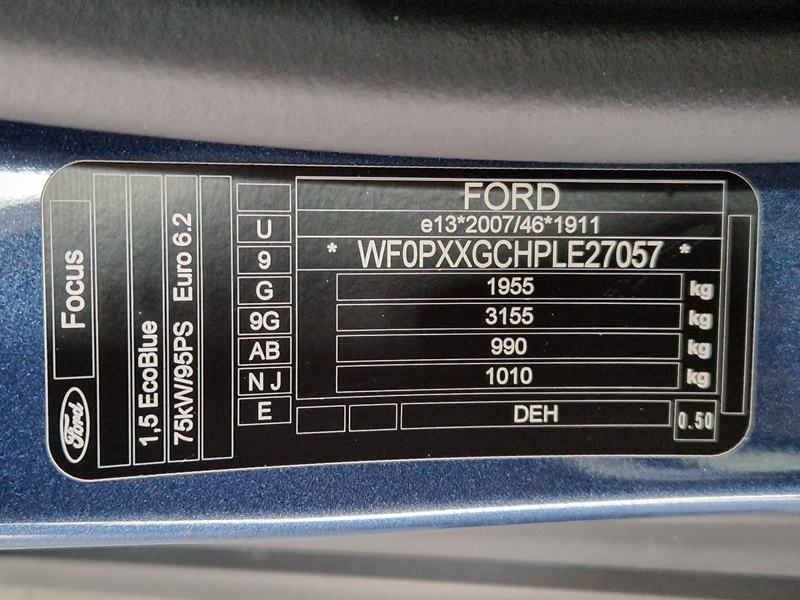 Focus
Ford
1,5 EcoBlue
75kW/95PS Euro 6.2
U
9
G
9G
AB
N J
E
FORD
e13*2007/46*1911
* WF0PXXGCHPLE27057 *
1955 kg
3155 kg
990 kg
1010 kg
DEH
0.50